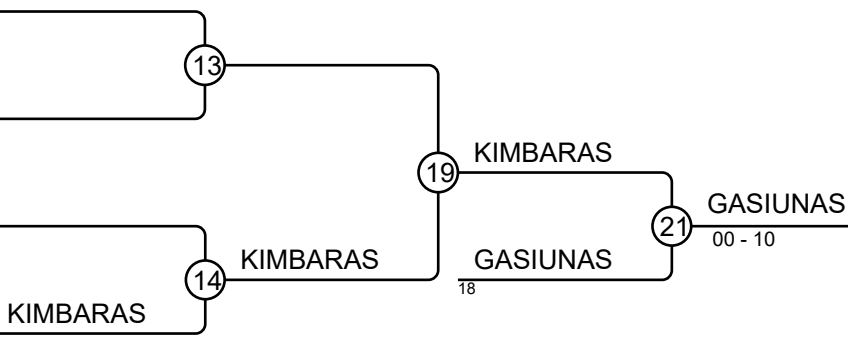 13
KIMBARAS
19
GASIUNAS
21
00 - 10
KIMBARAS
GASIUNAS
14
18
KIMBARAS